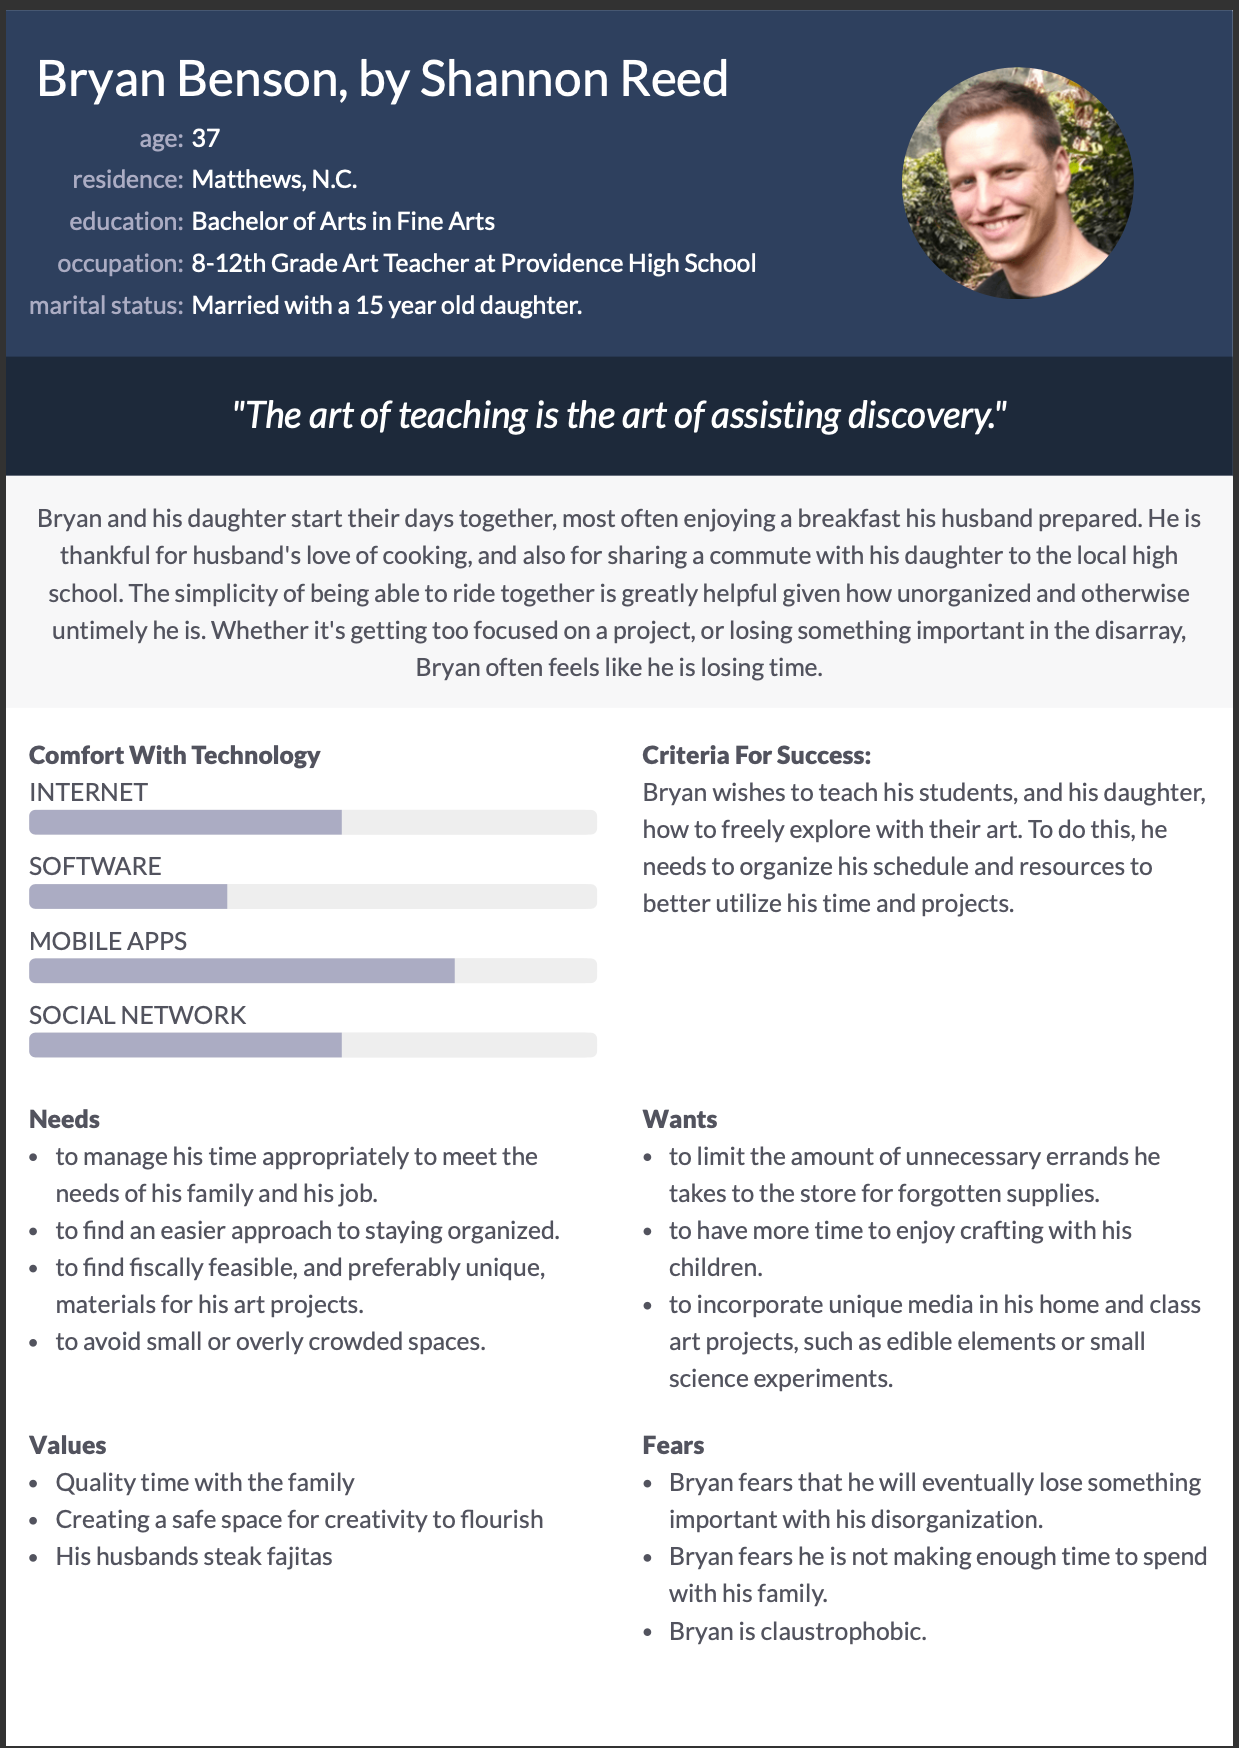 Bryan Benson, by Shannon Reed
age: 37
residence: Matthews, N.C.
education: Bachelor of Arts in Fine Arts
occupation: 8-12th Grade Art Teacher at Providence High School
marital status: Married with a 15 year old daughter.
"The art of teaching is the art of assisting discovery."
Bryan and his daughter start their days together, most often enjoying a breakfast his husband prepared. He is
thankful for husband's love of cooking, and also for sharing a commute with his daughter to the local high
school. The simplicity of being able to ride together is greatly helpful given how unorganized and otherwise
untimely he is. Whether it's getting too focused on a project, or losing something important in the disarray,
Bryan often feels like he is losing time.
Comfort With Technology
INTERNET
SOFTWARE
MOBILE APPS
SOCIAL NETWORK
Criteria For Success:
Bryan wishes to teach his students, and his daughter,
how to freely explore with their art. To do this, he
needs to organize his schedule and resources to
better utilize his time and projects.
Needs
• to manage his time appropriately to meet the
needs of his family and his job.
• to find an easier approach to staying organized.
• to find fiscally feasible, and preferably unique,
materials for his art projects.
• to avoid small or overly crowded spaces.
Wants
• to limit the amount of unnecessary errands he
takes to the store for forgotten supplies.
• to have more time to enjoy crafting with his
children.
• to incorporate unique media in his home and class
art projects, such as edible elements or small
science experiments.
Values
• Quality time with the family
• Creating a safe space for creativity to flourish
• His husbands steak fajitas
Fears
• Bryan fears that he will eventually lose something
important with his disorganization.
• Bryan fears he is not making enough time to spend
with his family.
• Bryan is claustrophobic.